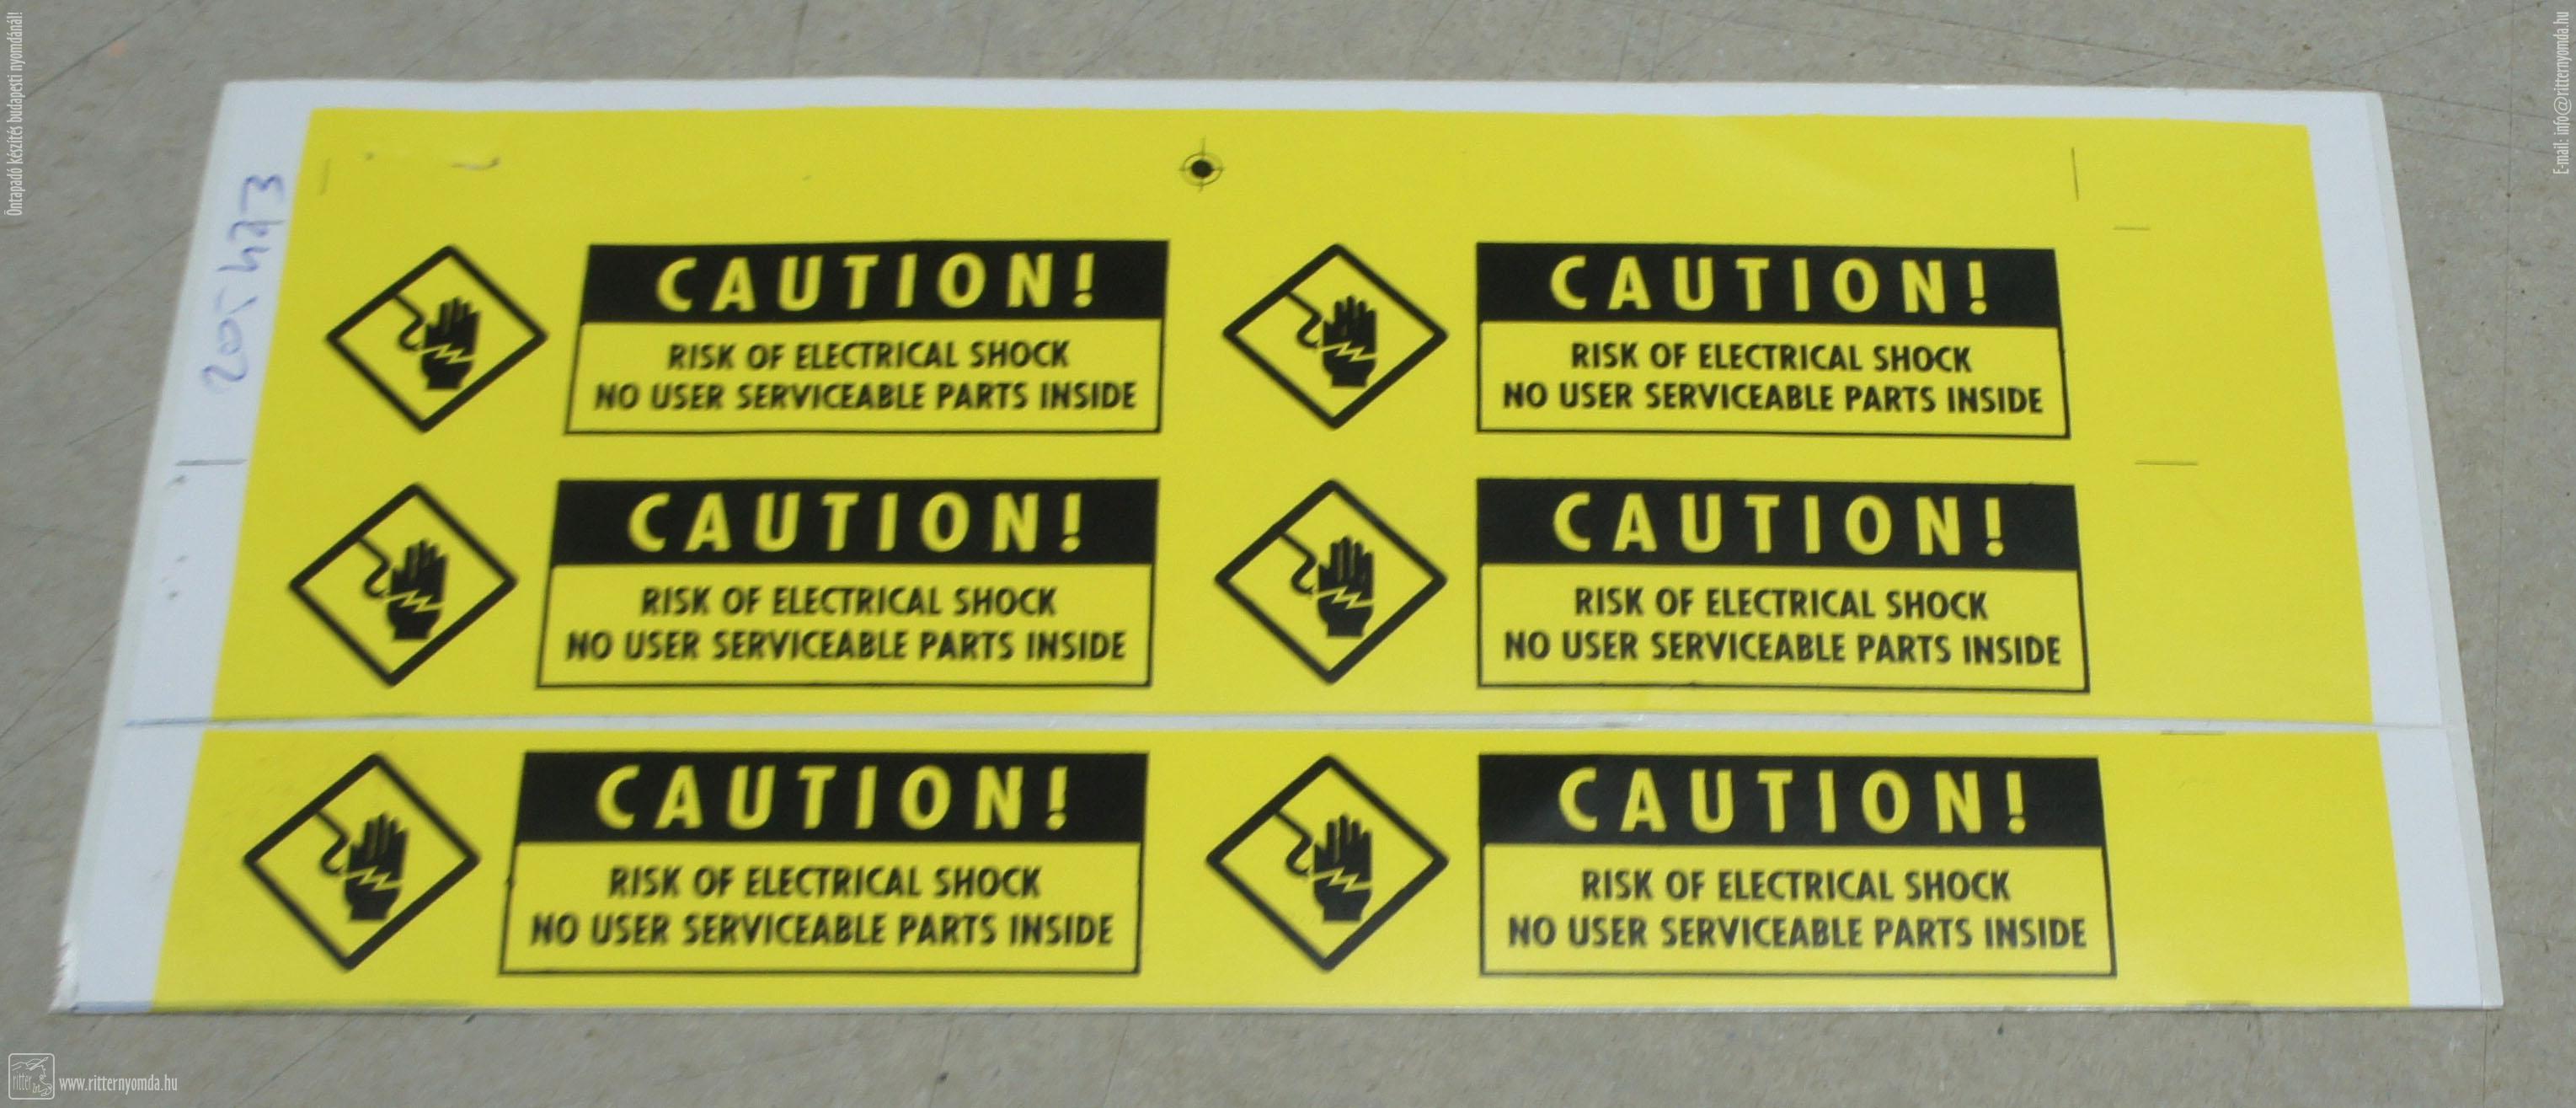 Öntapadó készítés budapesti nyomdánál!
E-mail: info@ritternyomda.hu
CAUTION!
RISK OF ELECTRICAL SHOCK
NO USER SERVICEABLE PARTS INSIDE
CAUTION!
RISK OF ELECTRICAL SHOCK
NO USER SERVICEABLE PARTS INSIDE
CAUTION!
RISK OF ELECTRICAL SHOCK
NO USER SERVICEABLE PARTS INSIDE
CAUTION!
RISK OF ELECTRICAL SHOCK
NO USER SERVICEABLE PARTS INSIDE
CAUTION!
RISK OF ELECTRICAL SHOCK
NO USER SERVICEABLE PARTS INSIDE
CAUTION!
RISK OF ELECTRICAL SHOCK
NO USER SERVICEABLE PARTS INSIDE
ritter
www.ritternyomda.hu